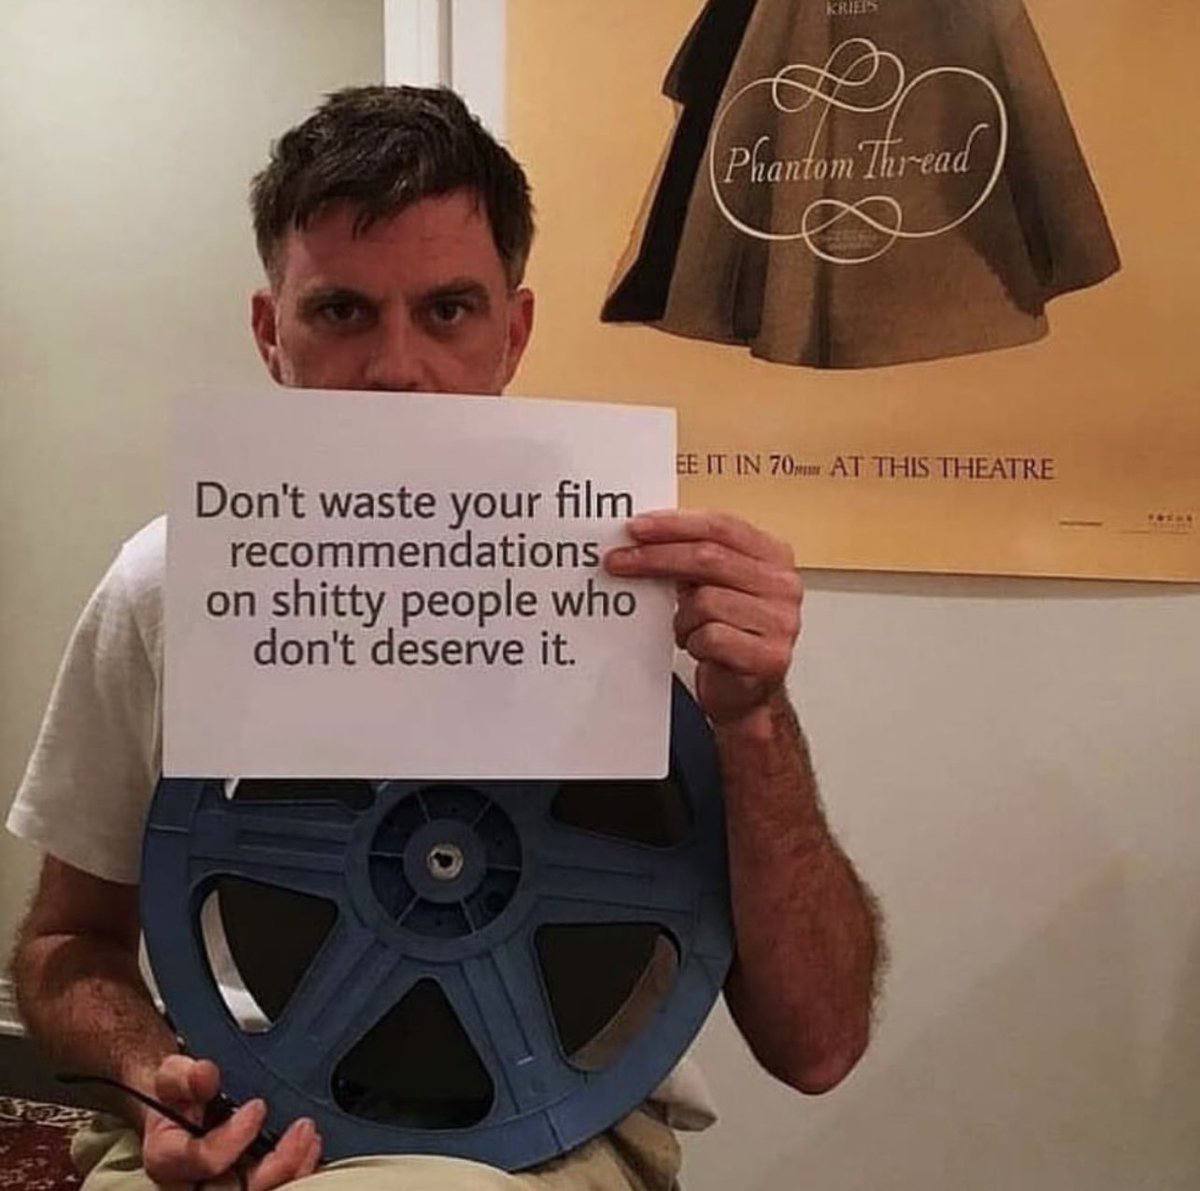 KRIEPS
Phantom Thread
EE IT IN 70mm AT THIS THEATRE
Don't waste your film
recommendations
on shitty people who
don't deserve it.